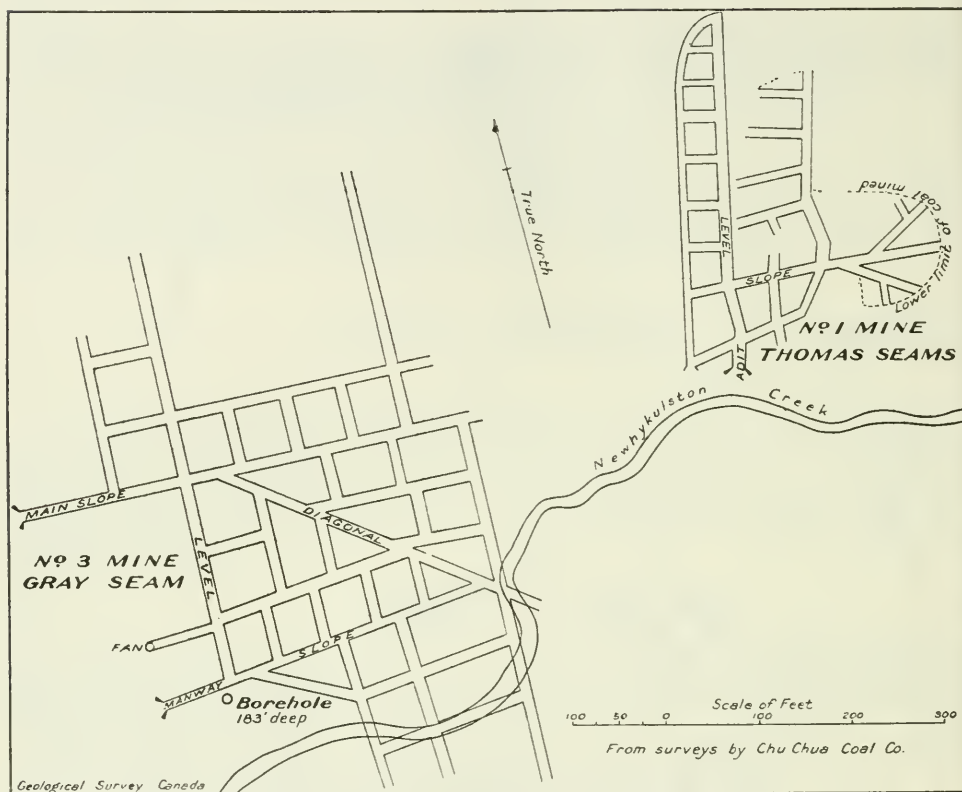 True North
LEVEL
SLOPE
Lower limit of coal mined
Nº 1 MINE
THOMAS SEAMS
ADIT
Newhykulston Creek
MAIN SLOPE
DIAGONAL
Nº 3 MINE
GRAY SEAM
LEVEL
FAN
SLOPE
MANWAY
Borehole
183' deep
Scale of Feet
100 50 0 100 200 300
From surveys by Chu Chua Coal Co.
Geological Survey Canada